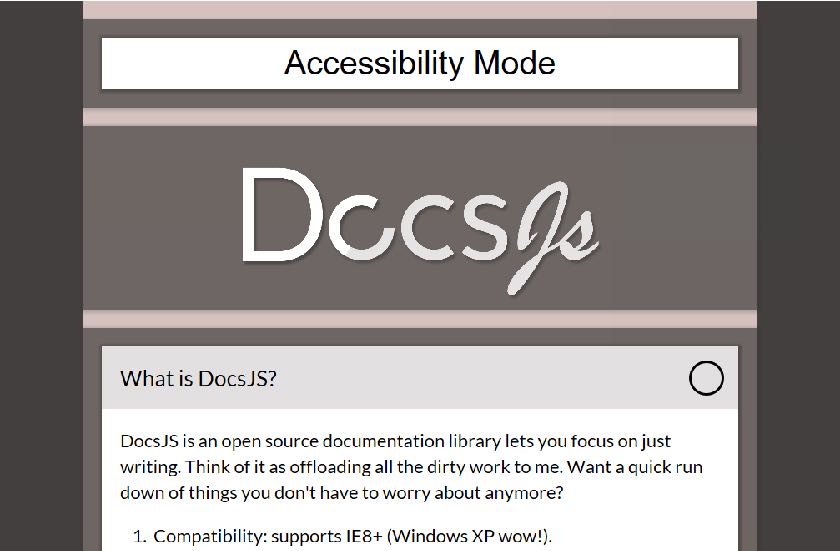 Accessibility Mode
DocsJs
What is DocsJS?
DocsJS is an open source documentation library lets you focus on just
writing. Think of it as offloading all the dirty work to me. Want a quick run
down of things you don't have to worry about anymore?
1. Compatibility: supports IE8+ (Windows XP wow!).